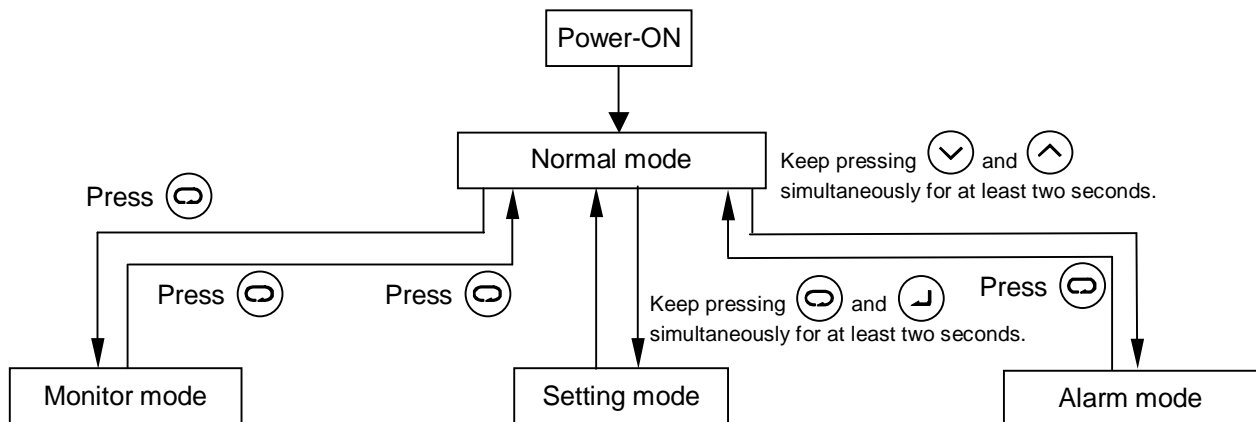 Power-ON
Normal mode
Keep pressing and
simultaneously for at least two seconds.
Press
Press
Press
Keep pressing and
simultaneously for at least two seconds.
Press
Monitor mode
Setting mode
Alarm mode